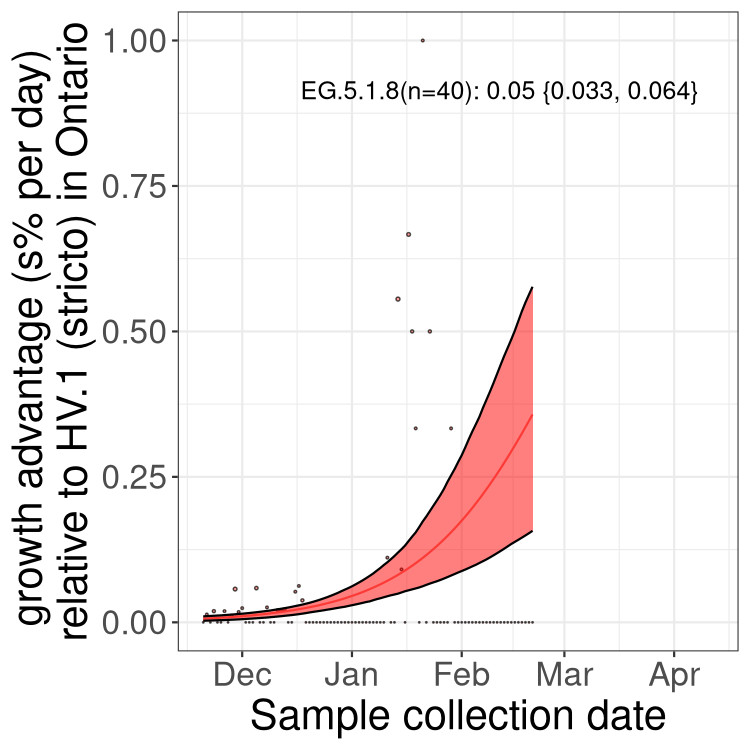 growth advantage (s% per day)
relative to HV.1 (stricto) in Ontario
1.00
0.75
0.50
0.25
0.00
EG.5.1.8(n=40): 0.05 {0.033, 0.064}
Dec Jan Feb Mar Apr
Sample collection date